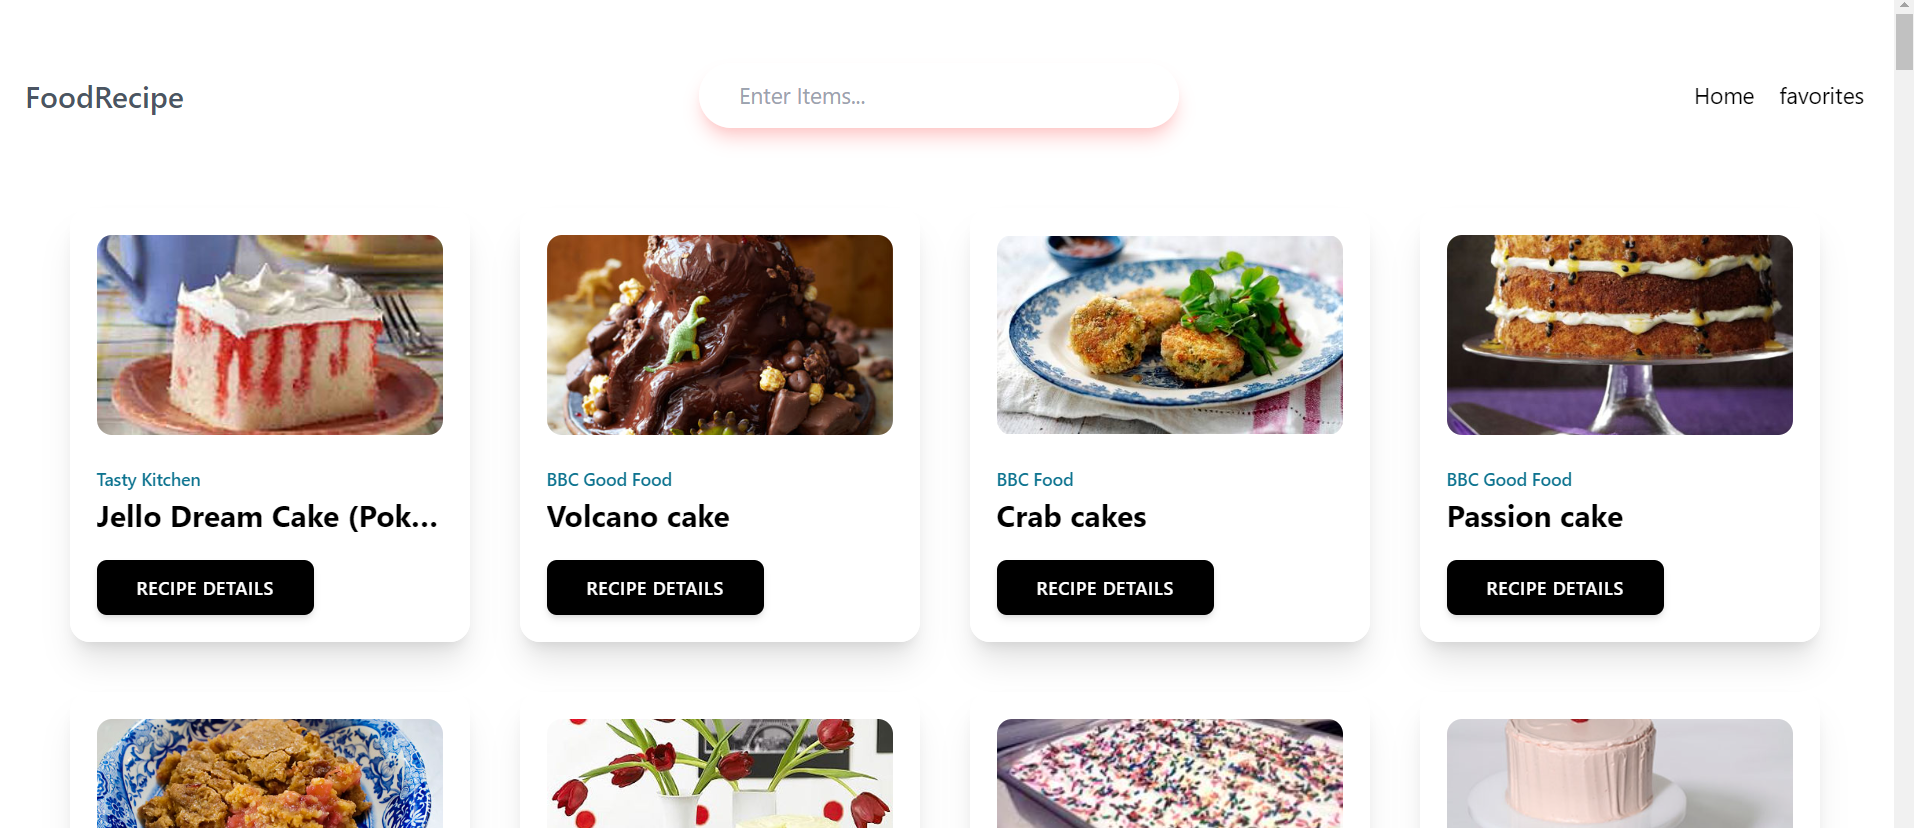 FoodRecipe
Enter Items...
Home
favorites
Tasty Kitchen
Jello Dream Cake (Pok...
RECIPE DETAILS
BBC Good Food
Volcano cake
RECIPE DETAILS
BBC Food
Crab cakes
RECIPE DETAILS
BBC Good Food
Passion cake
RECIPE DETAILS